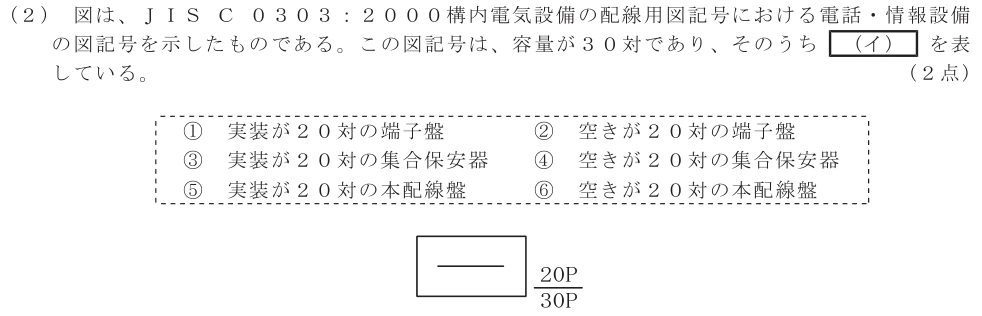 (2) 図は、JIS C 0303:2000構内電気設備の配線用図記号における電話・情報設備
の図記号を示したものである。この図記号は、容量が30対であり、そのうち (イ) を表
している。 (2点)
① 実装が20対の端子盤 ② 空きが20対の端子盤
③ 実装が20対の集合保安器 ④ 空きが20対の集合保安器
⑤ 実装が20対の本配線盤 ⑥ 空きが20対の本配線盤
20P
30P